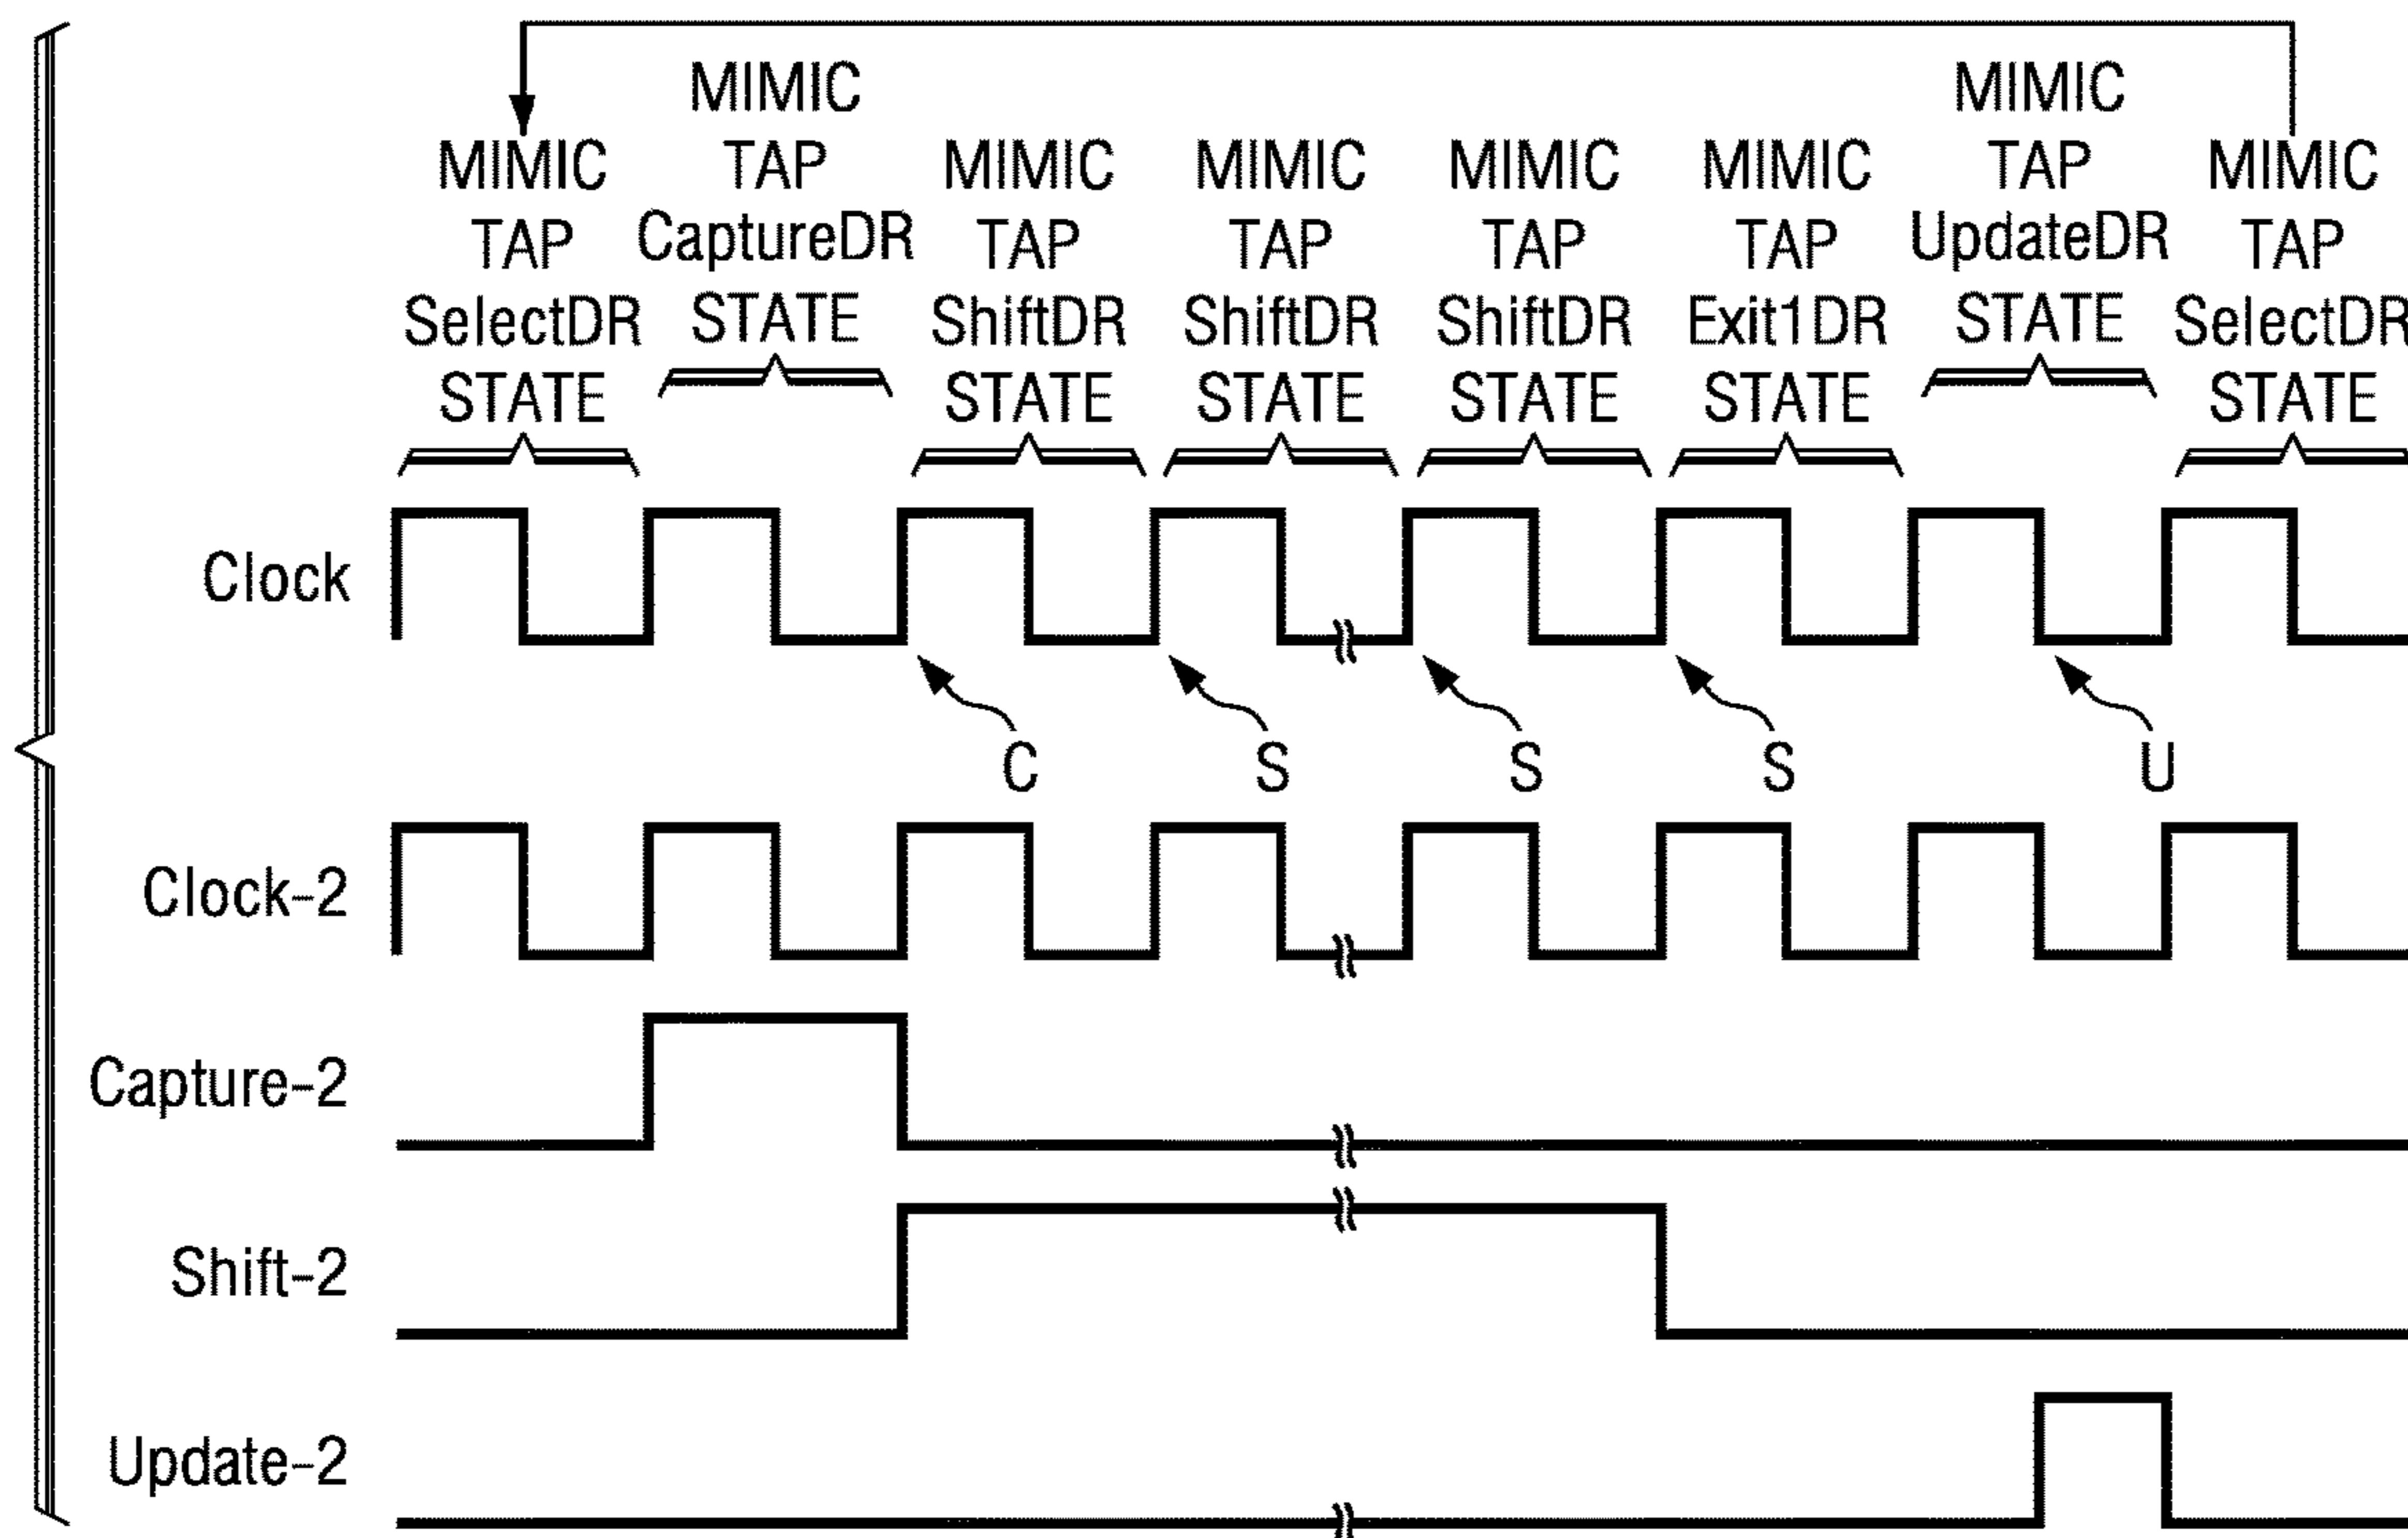 MIMIC
TAP
SelectDR
STATE
MIMIC
TAP
CaptureDR
STATE
MIMIC
TAP
ShiftDR
STATE
MIMIC
TAP
ShiftDR
STATE
MIMIC
TAP
ShiftDR
STATE
MIMIC
TAP
Exit1DR
STATE
MIMIC
TAP
UpdateDR
STATE
MIMIC
TAP
SelectDR
STATE
Clock
C
S
S
S
U
Clock-2
Capture-2
Shift-2
Update-2